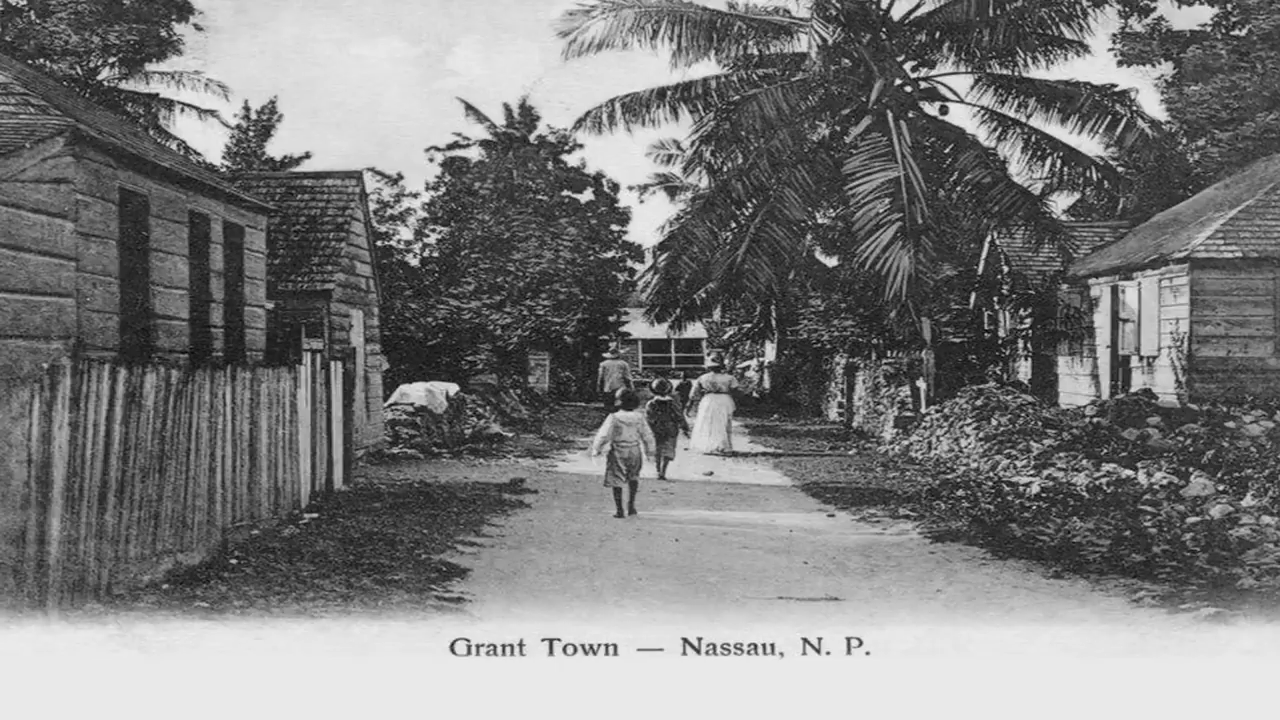 Grant Town — Nassau, N. P.